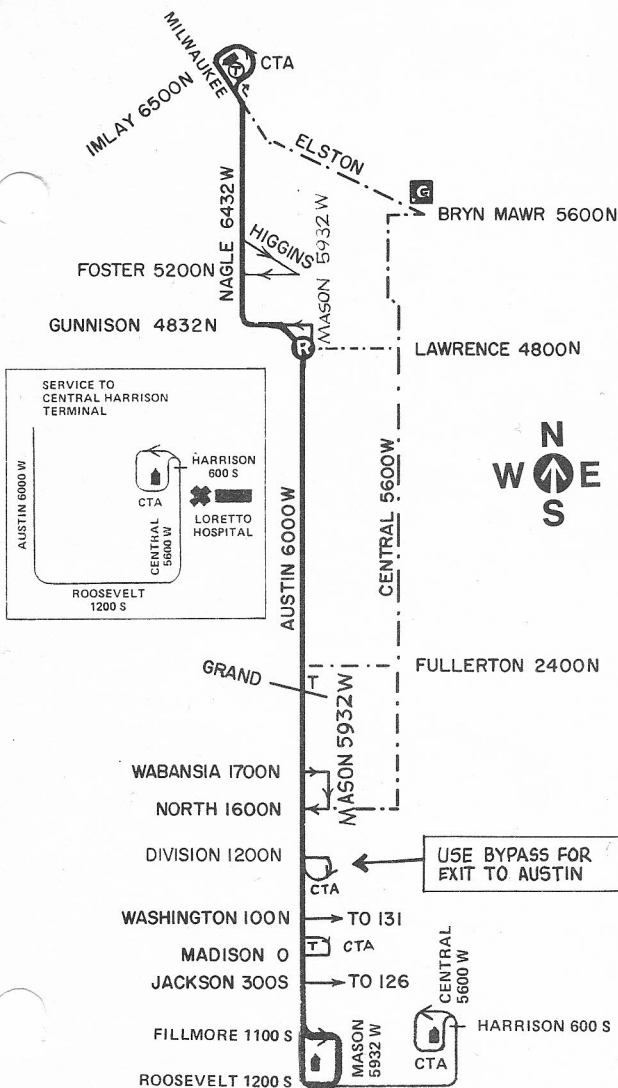 MILWAUKEE
CTA
T
IMLAY 6500N
ELSTON
G
BRYN MAWR 5600N
NAGLE 6432W
HIGGINS
MASON 5932W
FOSTER 5200N
GUNNISON 4832N
R
LAWRENCE 4800N
SERVICE TO
CENTRAL HARRISON
TERMINAL
AUSTIN 6000 W
HARRISON
600 S
CTA
CENTRAL
5600 W
LORETTO
HOSPITAL
ROOSEVELT
1200 S
N
W E
S
AUSTIN 6000W
CENTRAL 5600W
FULLERTON 2400N
GRAND
T
MASON 5932W
WABANSIA 1700N
NORTH 1600N
DIVISION 1200N
CTA
USE BYPASS FOR
EXIT TO AUSTIN
WASHINGTON 100N
TO 131
MADISON 0
T CTA
JACKSON 300S
TO 126
CENTRAL
5600 W
FILLMORE 1100 S
MASON
5932 W
HARRISON 600 S
CTA
ROOSEVELT 1200 S